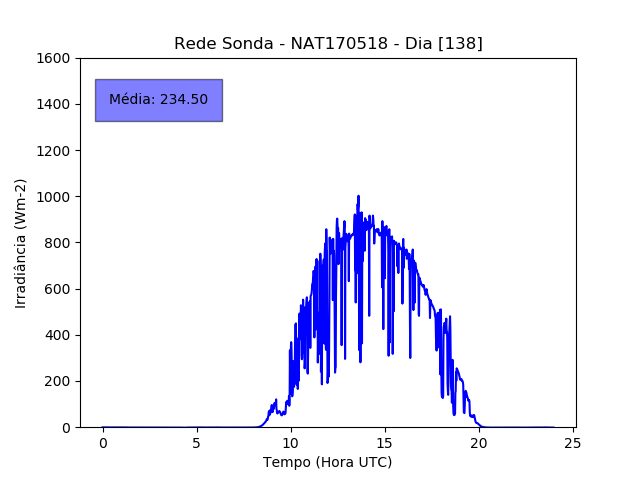 Rede Sonda - NAT170518 - Dia [138]
1600
1400
1200
1000
800
600
400
200
0
Média: 234.50
Irradiância (Wm-2)
0 5 10 15 20 25
Tempo (Hora UTC)